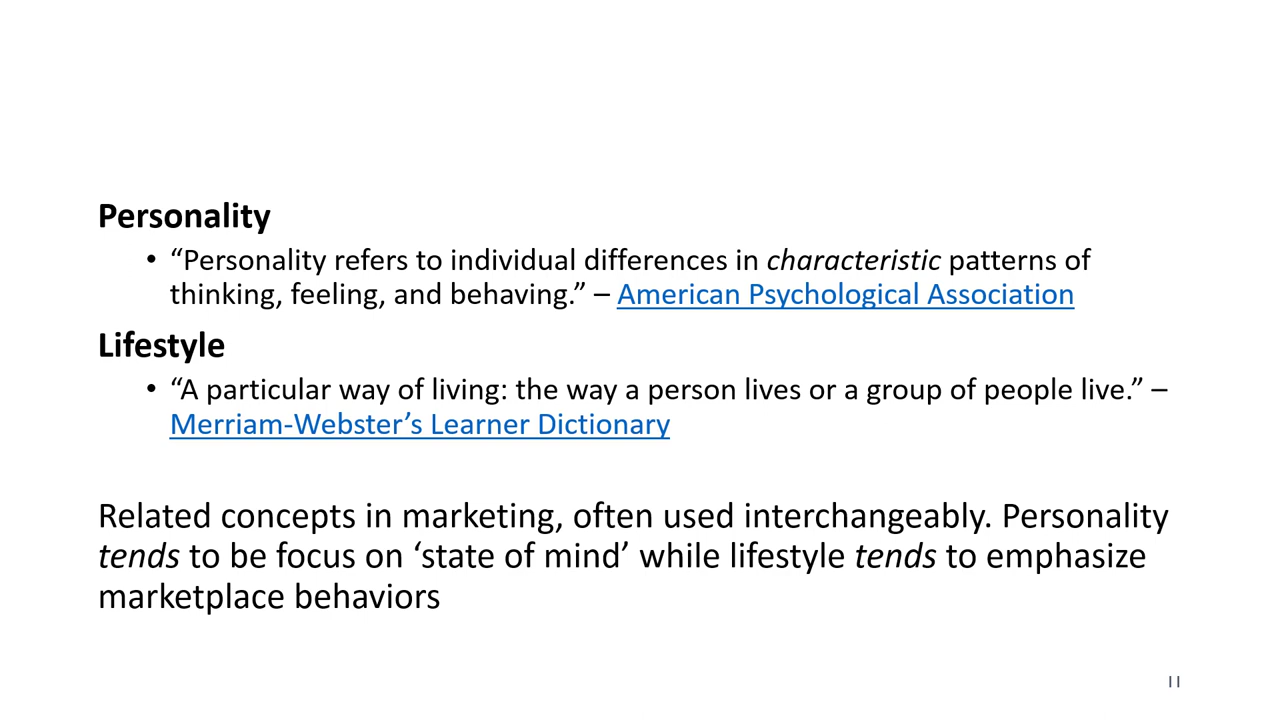 Personality
• “Personality refers to individual differences in characteristic patterns of
thinking, feeling, and behaving.” – American Psychological Association
Lifestyle
• “A particular way of living: the way a person lives or a group of people live.” –
Merriam-Webster’s Learner Dictionary
Related concepts in marketing, often used interchangeably. Personality
tends to be focus on ‘state of mind’ while lifestyle tends to emphasize
marketplace behaviors
11